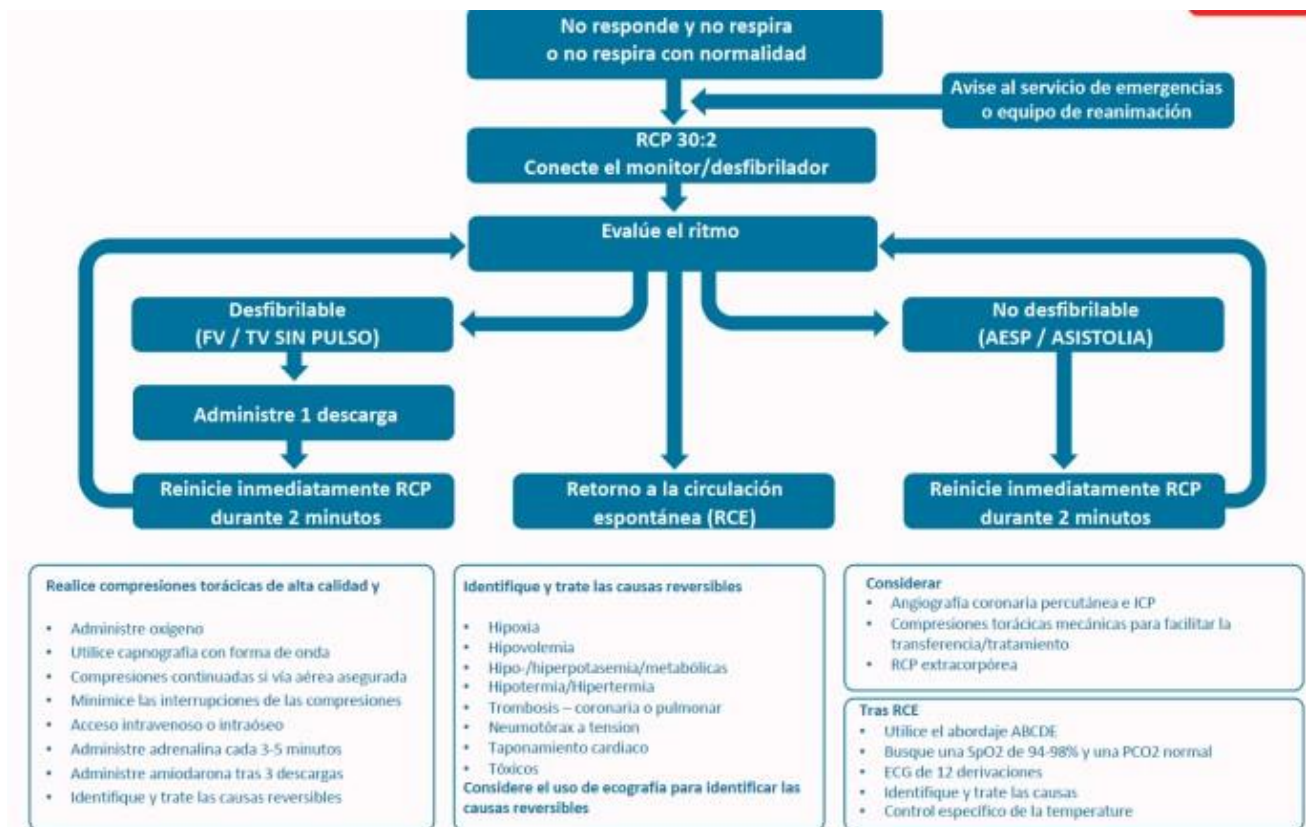 No responde y no respira
o no respira con normalidad
Avise al servicio de emergencias
o equipo de reanimación
RCP 30:2
Conecte el monitor/desfibrilador
Evalúe el ritmo
Desfibrilable
(FV / TV SIN PULSO)
No desfibrilable
(AESP / ASISTOLIA)
Administre 1 descarga
Reinicie inmediatamente RCP
durante 2 minutos
Retorno a la circulación
espontánea (RCE)
Reinicie inmediatamente RCP
durante 2 minutos
Realice compresiones torácicas de alta calidad y
• Administre oxígeno
• Utilice capnografía con forma de onda
• Compresiones continuadas si vía aérea asegurada
• Minimice las interrupciones de las compresiones
• Acceso intravenoso o intraóseo
• Administre adrenalina cada 3-5 minutos
• Administre amiodarona tras 3 descargas
• Identifique y trate las causas reversibles
Identifique y trate las causas reversibles
• Hipoxia
• Hipovolemia
• Hipo-/hiperpotasemia/metabólicas
• Hipotermia/Hipertermia
• Trombosis – coronaria o pulmonar
• Neumotórax a tension
• Taponamiento cardiaco
• Tóxicos
Considere el uso de ecografía para identificar las
causas reversibles
Considerar
• Angiografía coronaria percutánea e ICP
• Compresiones torácicas mecánicas para facilitar la
transferencia/tratamiento
• RCP extracorpórea
Tras RCE
• Utilice el abordaje ABCDE
• Busque una SpO2 de 94-98% y una PCO2 normal
• ECG de 12 derivaciones
• Identifique y trate las causas
• Control específico de la temperature